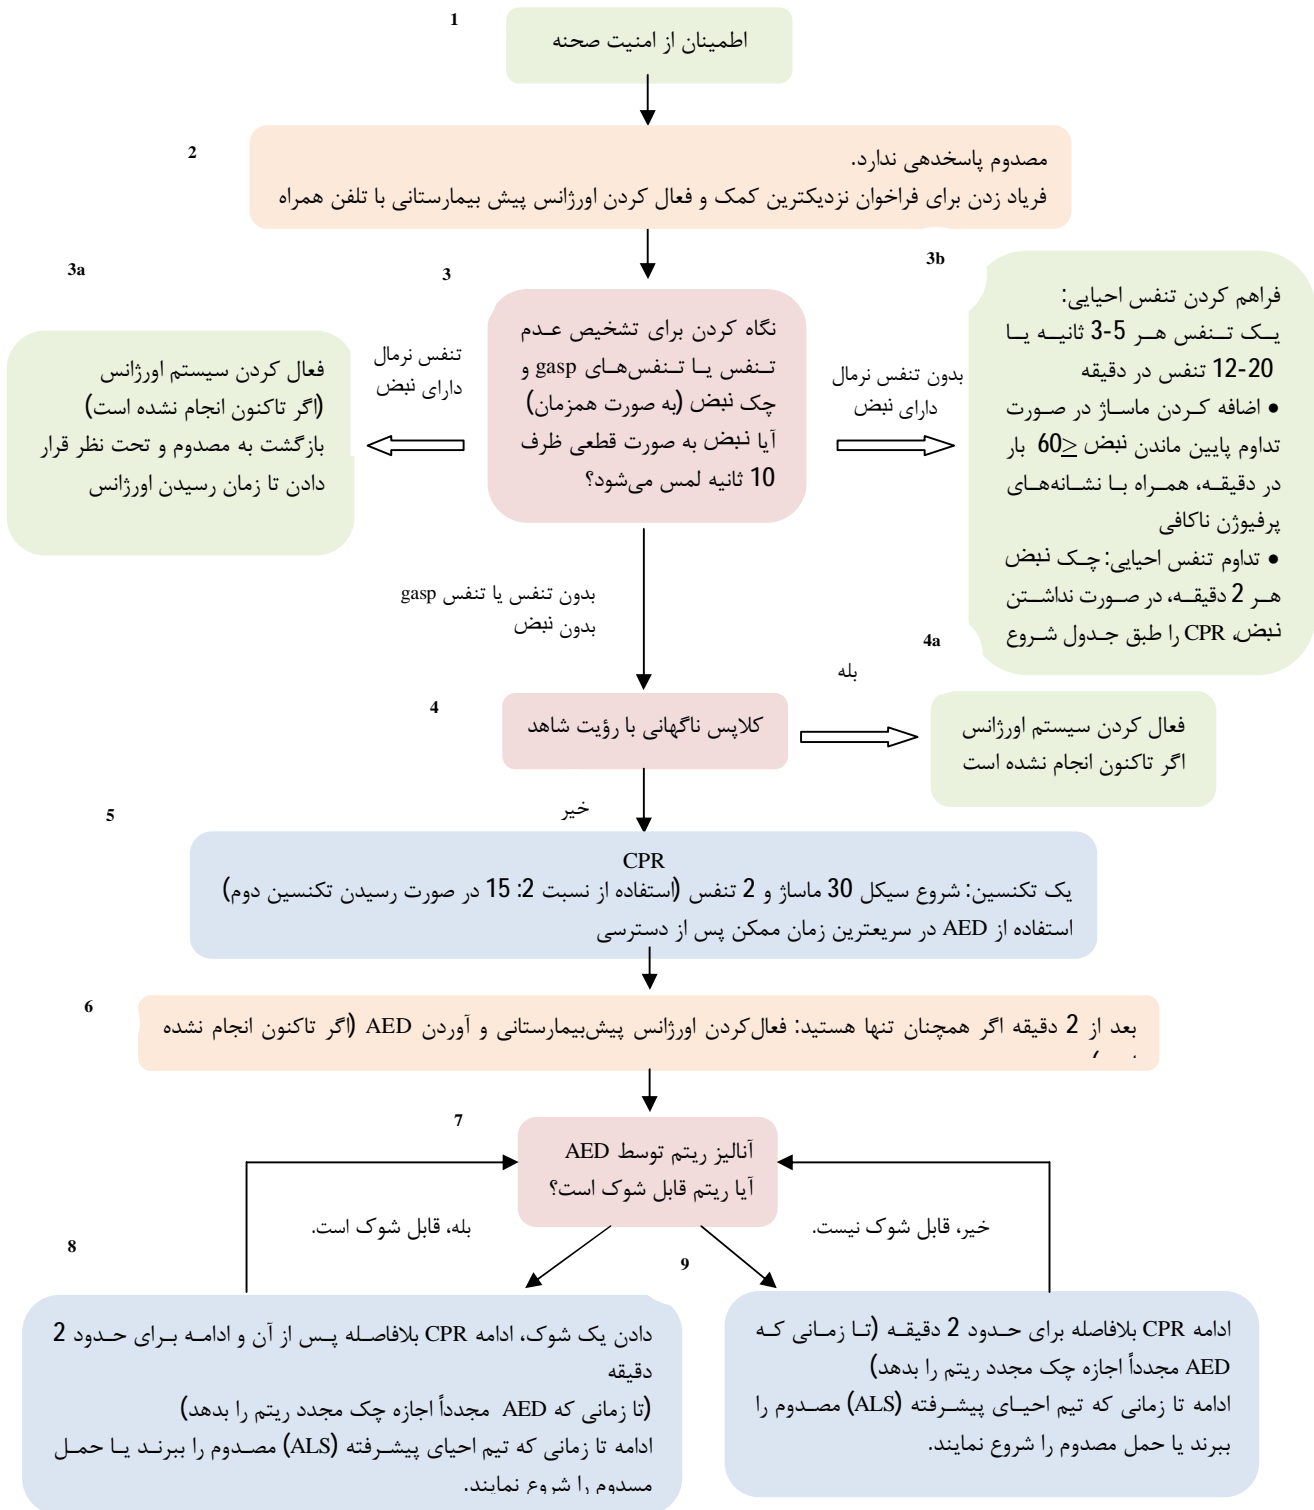 1
اطمینان از امنیت صحنه
2
مصدوم پاسخدهی ندارد.
فریاد زدن برای فراخوان نزدیکترین کمک و فعال کردن اورژانس پیش بیمارستانی با تلفن همراه
3b
فراهم کردن تنفس احیایی:
یک تنفس هر 5-3 ثانیه یا
20-12 تنفس در دقیقه
• اضافه کردن ماساژ در صورت
تداوم پایین ماندن نبض ≤60 بار
در دقیقه، همراه با نشانه‌های
پرفیوژن ناکافی
• تداوم تنفس احیایی: چک نبض
هر 2 دقیقه، در صورت نداشتن
نبض، CPR را طبق جدول شروع
بدون تنفس نرمال
دارای نبض
3
نگاه کردن برای تشخیص عدم
تنفس یا تنفس‌های gasp و
چک نبض (به صورت همزمان)
آیا نبض به صورت قطعی ظرف
10 ثانیه لمس می‌شود؟
تنفس نرمال
دارای نبض
3a
فعال کردن سیستم اورژانس
(اگر تاکنون انجام نشده است)
بازگشت به مصدوم و تحت نظر قرار
دادن تا زمان رسیدن اورژانس
بدون تنفس یا تنفس gasp
بدون نبض
4
کلاپس ناگهانی با رؤیت شاهد
بله
4a
فعال کردن سیستم اورژانس
اگر تاکنون انجام نشده است
خیر
5
CPR
یک تکنسین: شروع سیکل 30 ماساژ و 2 تنفس (استفاده از نسبت 2: 15 در صورت رسیدن تکنسین دوم)
استفاده از AED در سریعترین زمان ممکن پس از دسترسی
6
بعد از 2 دقیقه اگر همچنان تنها هستید: فعال‌کردن اورژانس پیش‌بیمارستانی و آوردن AED (اگر تاکنون انجام نشده
7
آنالیز ریتم توسط AED
آیا ریتم قابل شوک است؟
خیر، قابل شوک نیست.
بله، قابل شوک است.
8
دادن یک شوک، ادامه CPR بلافاصله پس از آن و ادامه برای حدود 2
دقیقه
(تا زمانی که AED مجدداً اجازه چک مجدد ریتم را بدهد)
ادامه تا زمانی که تیم احیای پیشرفته (ALS) مصدوم را ببرند یا حمل
مسدوم را شروع نمایند.
9
ادامه CPR بلافاصله برای حدود 2 دقیقه (تا زمانی که
AED مجدداً اجازه چک مجدد ریتم را بدهد)
ادامه تا زمانی که تیم احیای پیشرفته (ALS) مصدوم را
ببرند یا حمل مصدوم را شروع نمایند.